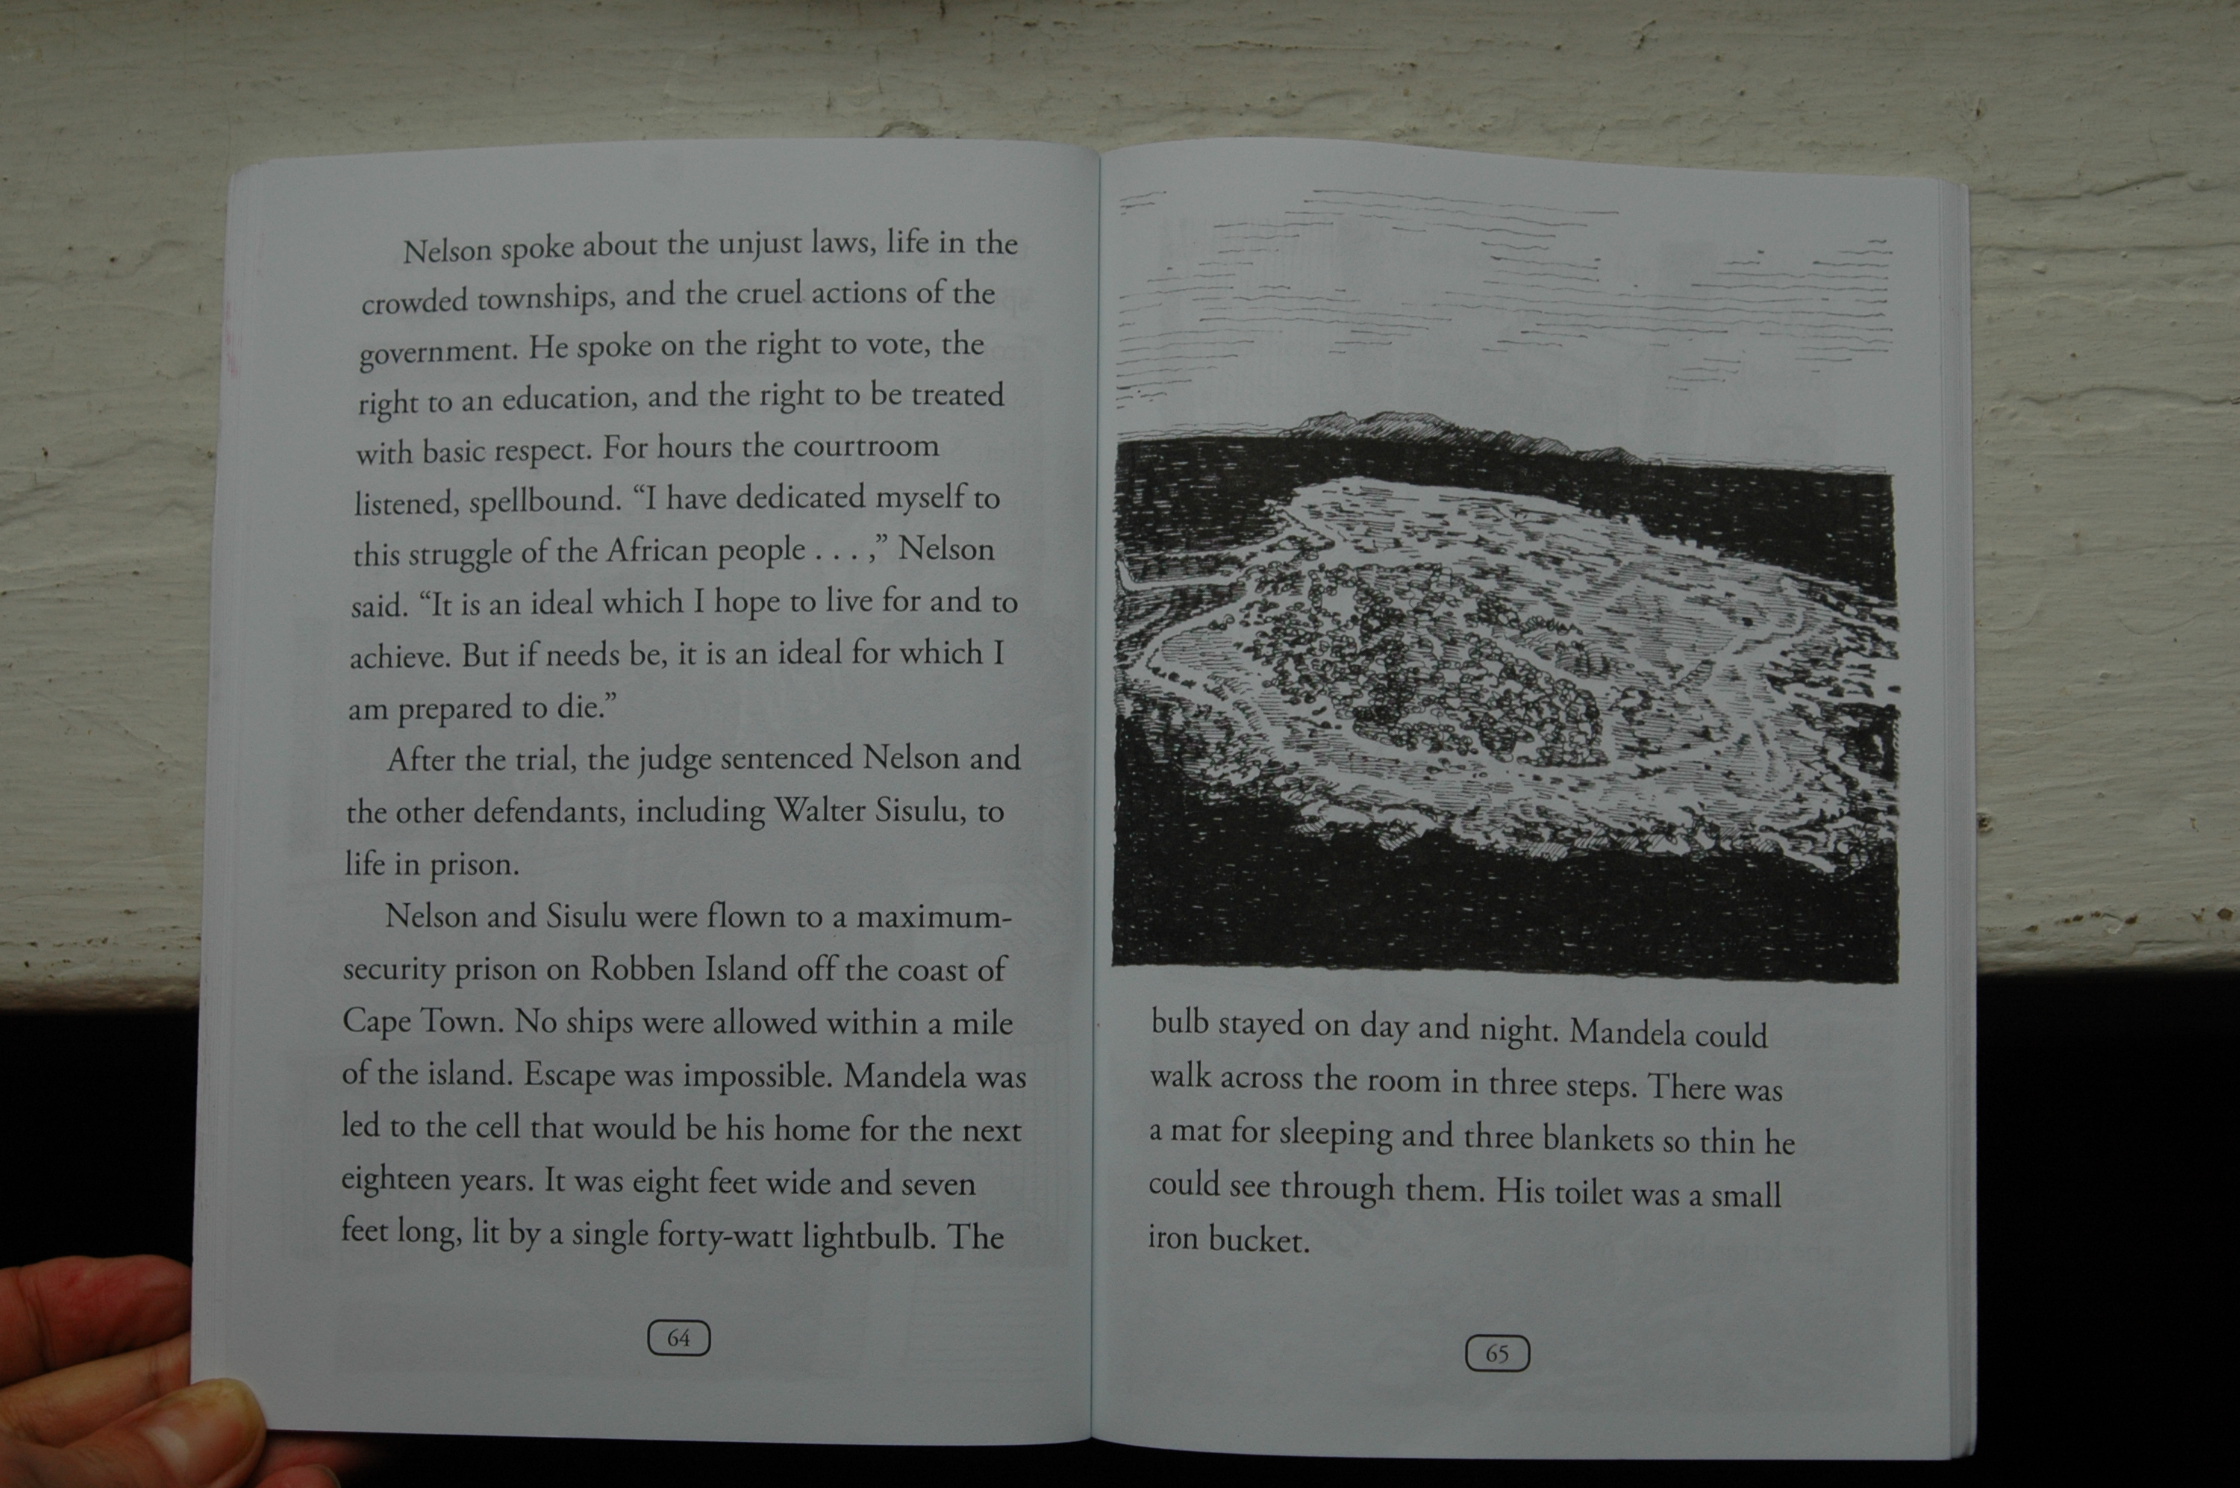 Nelson spoke about the unjust laws, life in the
crowded townships, and the cruel actions of the
government. He spoke on the right to vote, the
right to an education, and the right to be treated
with basic respect. For hours the courtroom
listened, spellbound. “I have dedicated myself to
this struggle of the African people . . . ,” Nelson
said. “It is an ideal which I hope to live for and to
achieve. But if needs be, it is an ideal for which I
am prepared to die.”
After the trial, the judge sentenced Nelson and
the other defendants, including Walter Sisulu, to
life in prison.
Nelson and Sisulu were flown to a maximum-
security prison on Robben Island off the coast of
Cape Town. No ships were allowed within a mile
of the island. Escape was impossible. Mandela was
led to the cell that would be his home for the next
eighteen years. It was eight feet wide and seven
feet long, lit by a single forty-watt lightbulb. The
64
bulb stayed on day and night. Mandela could
walk across the room in three steps. There was
a mat for sleeping and three blankets so thin he
could see through them. His toilet was a small
iron bucket.
65